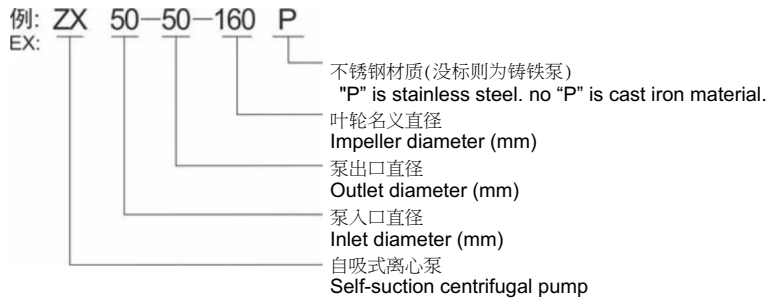 例: ZX 50-50-160 P
EX:
不锈钢材质(没标则为铸铁泵)
"P” is stainless steel. no “P” is cast iron material.
叶轮名义直径
Impeller diameter (mm)
泵出口直径
Outlet diameter (mm)
泵入口直径
Inlet diameter (mm)
自吸式离心泵
Self-suction centrifugal pump